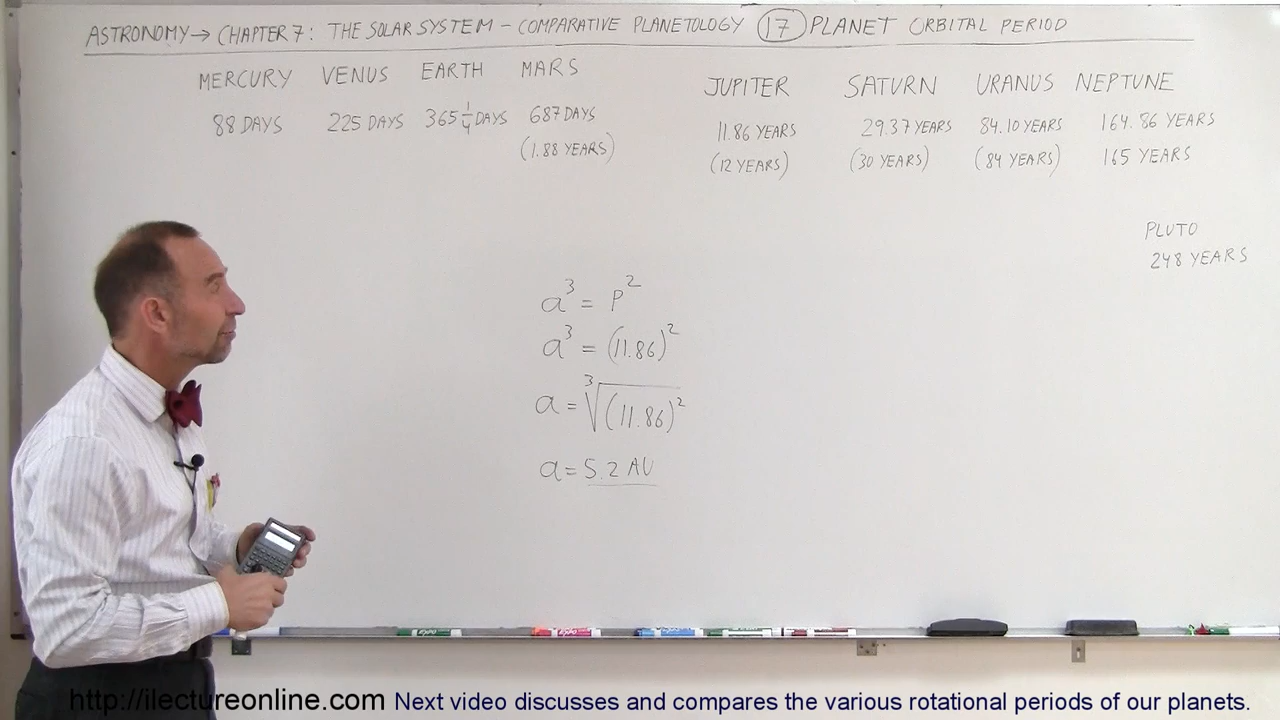 ASTRONOMY → CHAPTER 7: THE SOLAR SYSTEM – COMPARATIVE PLANETOLOGY 17 PLANET ORBITAL PERIOD
MERCURY VENUS EARTH MARS JUPITER SATURN URANUS NEPTUNE
88 DAYS 225 DAYS 365 1/4 DAYS 687 DAYS 11.86 YEARS 29.37 YEARS 84.10 YEARS 164.86 YEARS
(1.88 YEARS) (12 YEARS) (30 YEARS) (84 YEARS) 165 YEARS
PLUTO
248 YEARS
a³ = P²
a³ = (11.86)²
a = ∛(11.86)²
a = 5.2 AU
http://ilectureonline.com Next video discusses and compares the various rotational periods of our planets.